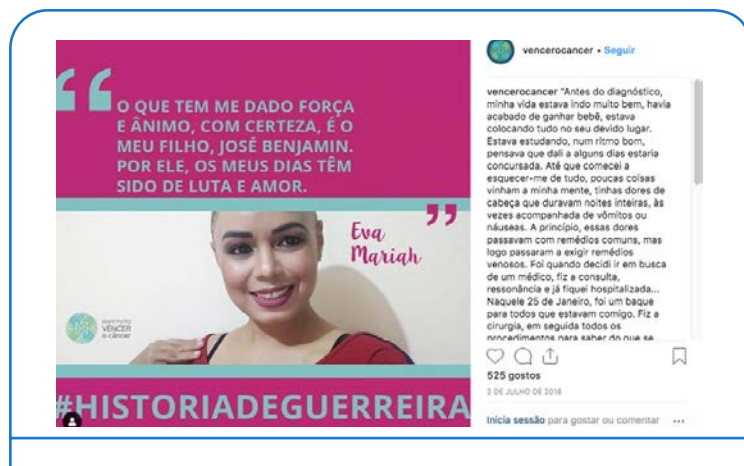 “
O QUE TEM ME DADO FORÇA
E ÂNIMO, COM CERTEZA, É O
MEU FILHO, JOSÉ BENJAMIN.
POR ELE, OS MEUS DIAS TÊM
SIDO DE LUTA E AMOR.
”
Eva
Mariah
INSTITUTO
VENCER
o câncer
#HISTORIADEGUERREIRA
vencerocancer • Seguir
vencerocancer "Antes do diagnóstico,
minha vida estava indo muito bem, havia
acabado de ganhar bebê, estava
colocando tudo no seu devido lugar.
Estava estudando, num ritmo bom,
pensava que dali a alguns dias estaria
concursada. Até que comecei a
esquecer-me de tudo, poucas coisas
vinham a minha mente, tinhas dores de
cabeça que duravam noites inteiras, às
vezes acompanhada de vômitos ou
náuseas. A princípio, essas dores
passavam com remédios comuns, mas
logo passaram a exigir remédios
venosos. Foi quando decidi ir em busca
de um médico, fiz a consulta,
ressonância e já fiquei hospitalizada...
Naquele 25 de Janeiro, foi um baque
para todos que estavam comigo. Fiz a
cirurgia, em seguida todos os
procedimentos para saber do que se
525 gostos
2 DE JULHO DE 2018
Inicia sessão para gostar ou comentar